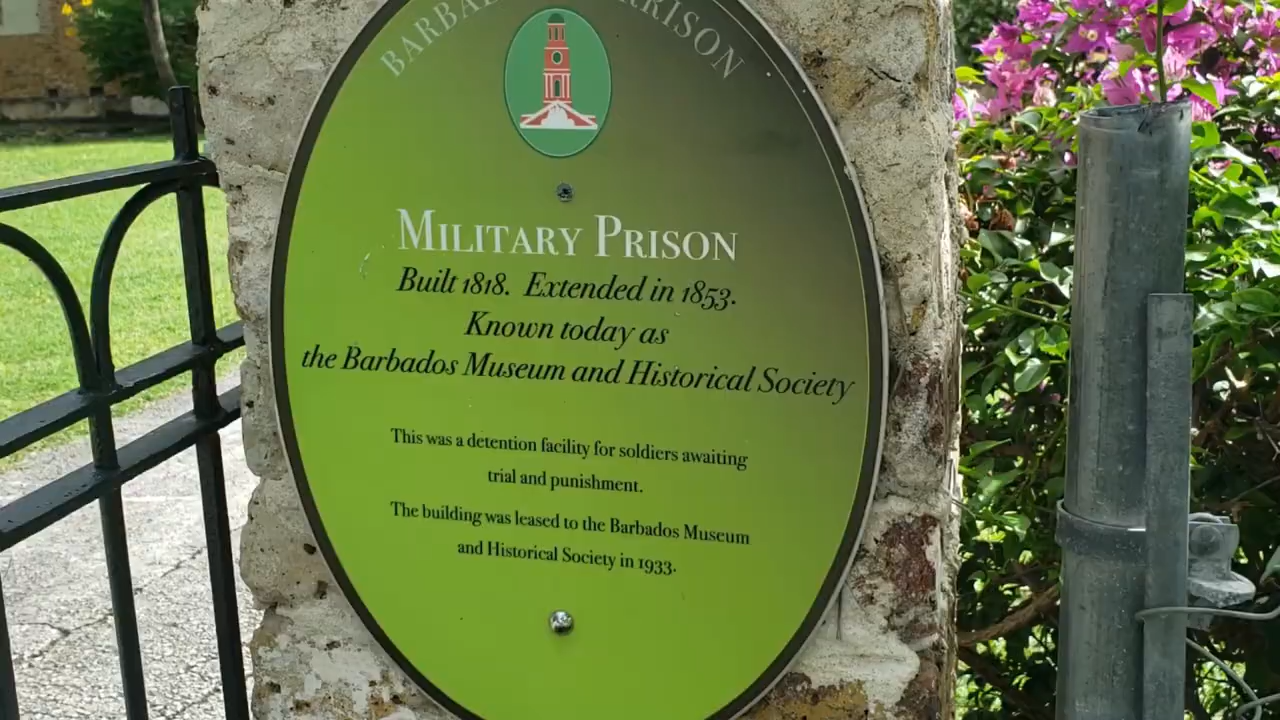 MILITARY PRISON
Built 1818. Extended in 1853.
Known today as
the Barbados Museum and Historical Society
This was a detention facility for soldiers awaiting
trial and punishment.
The building was leased to the Barbados Museum
and Historical Society in 1933.